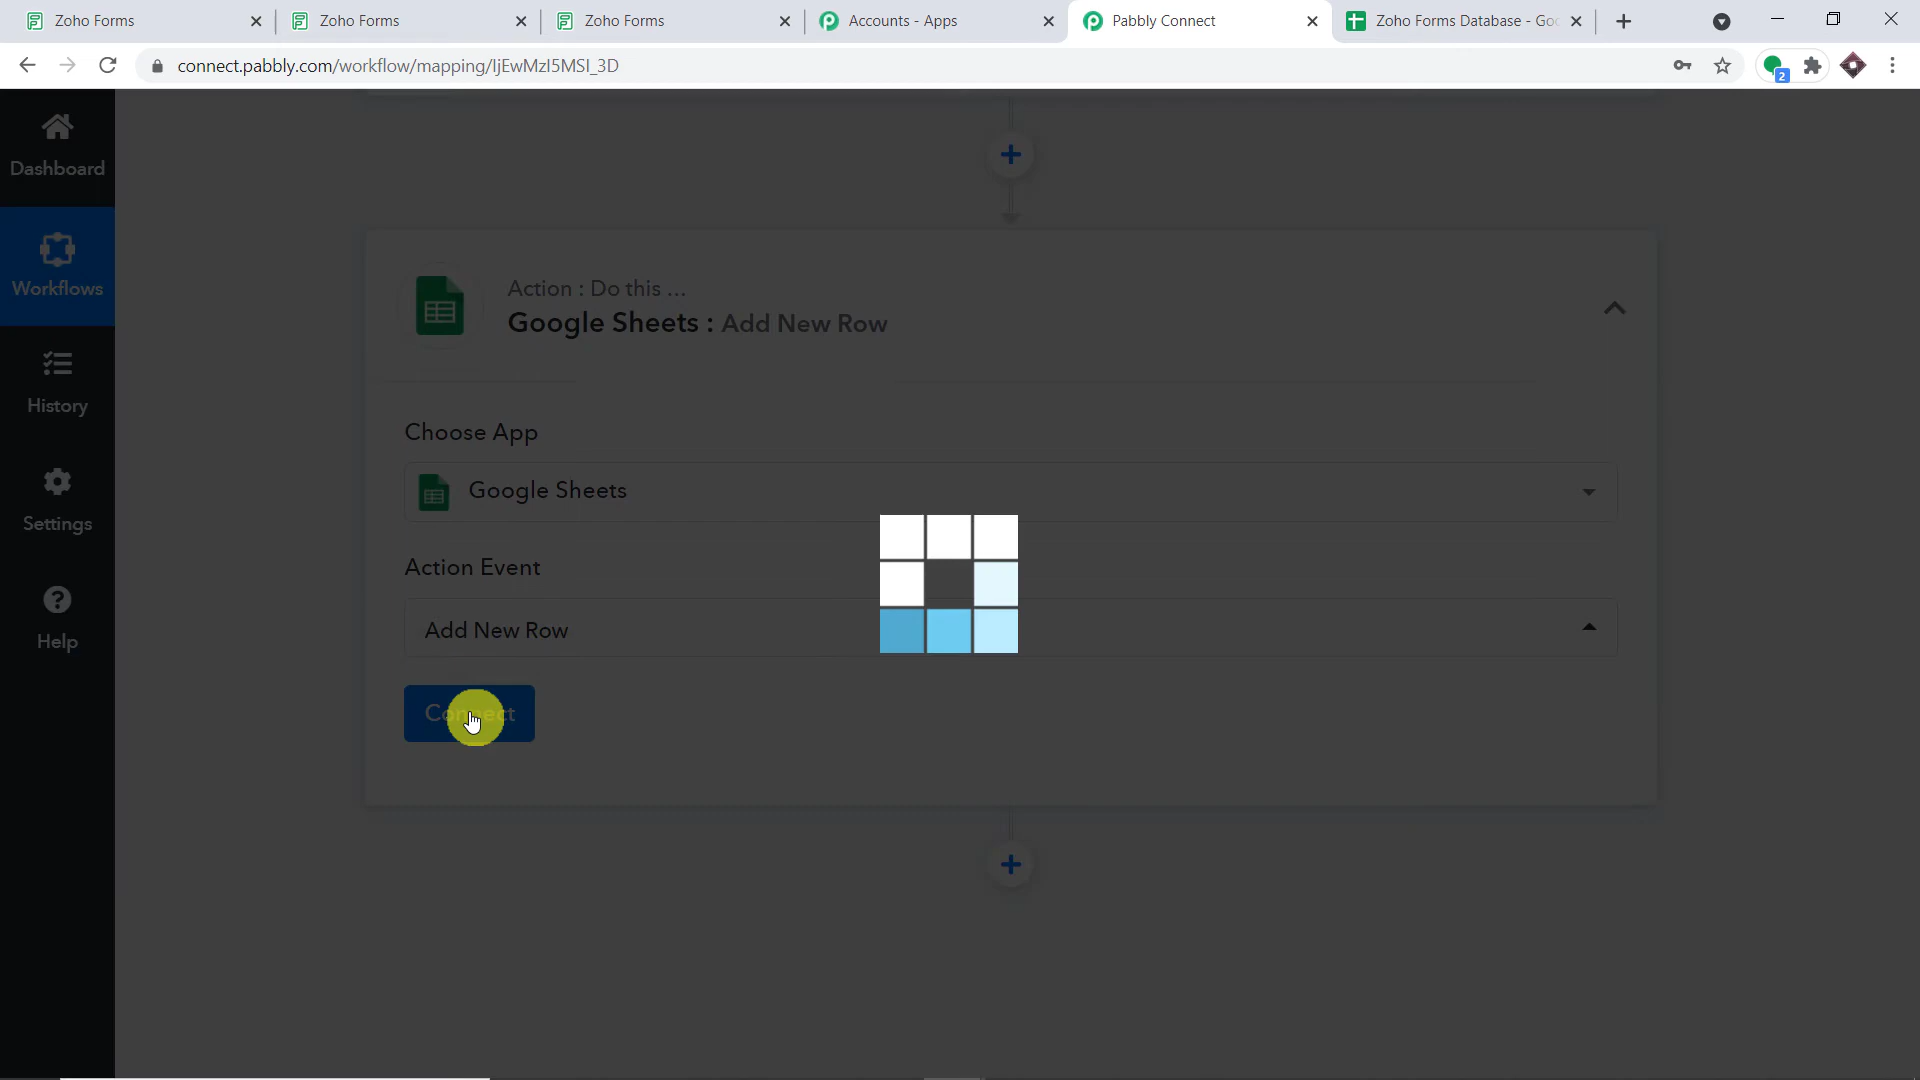 Zoho Forms
Zoho Forms
Zoho Forms
Accounts - Apps
Pabbly Connect
Zoho Forms Database - Goo
connect.pabbly.com/workflow/mapping/IjEwMzI5MSI_3D
2
Dashboard
Workflows
History
Settings
Help
Action : Do this ...
Google Sheets : Add New Row
Choose App
Google Sheets
Action Event
Add New Row
Connect